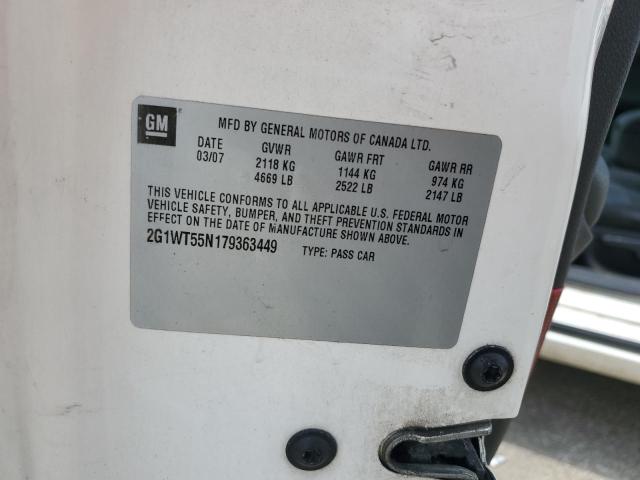 GM
MFD BY GENERAL MOTORS OF CANADA LTD.
DATE GVWR GAWR FRT GAWR RR
03/07 2118 KG 1144 KG 974 KG
4669 LB 2522 LB 2147 LB
THIS VEHICLE CONFORMS TO ALL APPLICABLE U.S. FEDERAL MOTOR
VEHICLE SAFETY, BUMPER, AND THEFT PREVENTION STANDARDS IN
EFFECT ON THE DATE OF MANUFACTURE SHOWN ABOVE.
2G1WT55N179363449 TYPE: PASS CAR